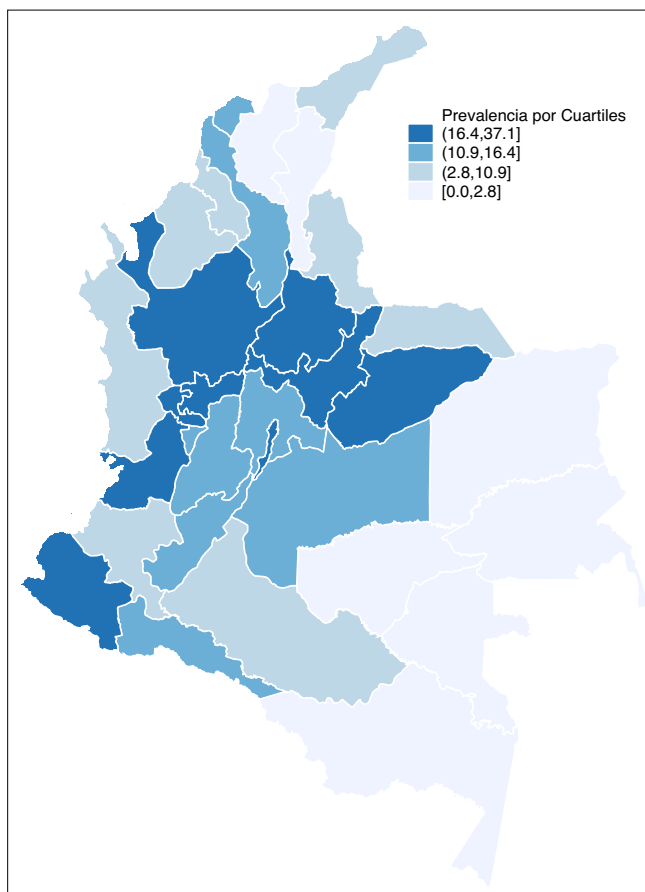 Prevalencia por Cuartiles
(16.4,37.1]
(10.9,16.4]
(2.8,10.9]
[0.0,2.8]